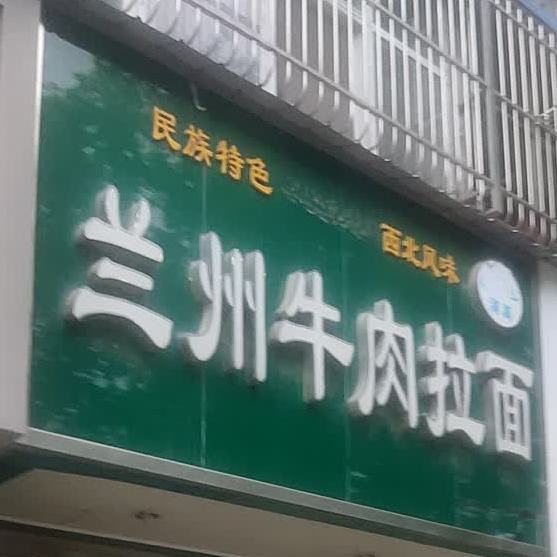 民族特色 西北风味
兰州牛肉拉面